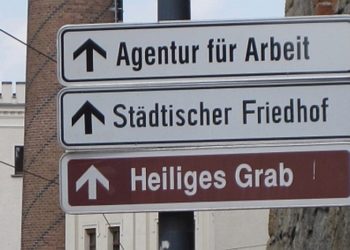 Agentur für Arbeit
Städtischer Friedhof
Heiliges Grab